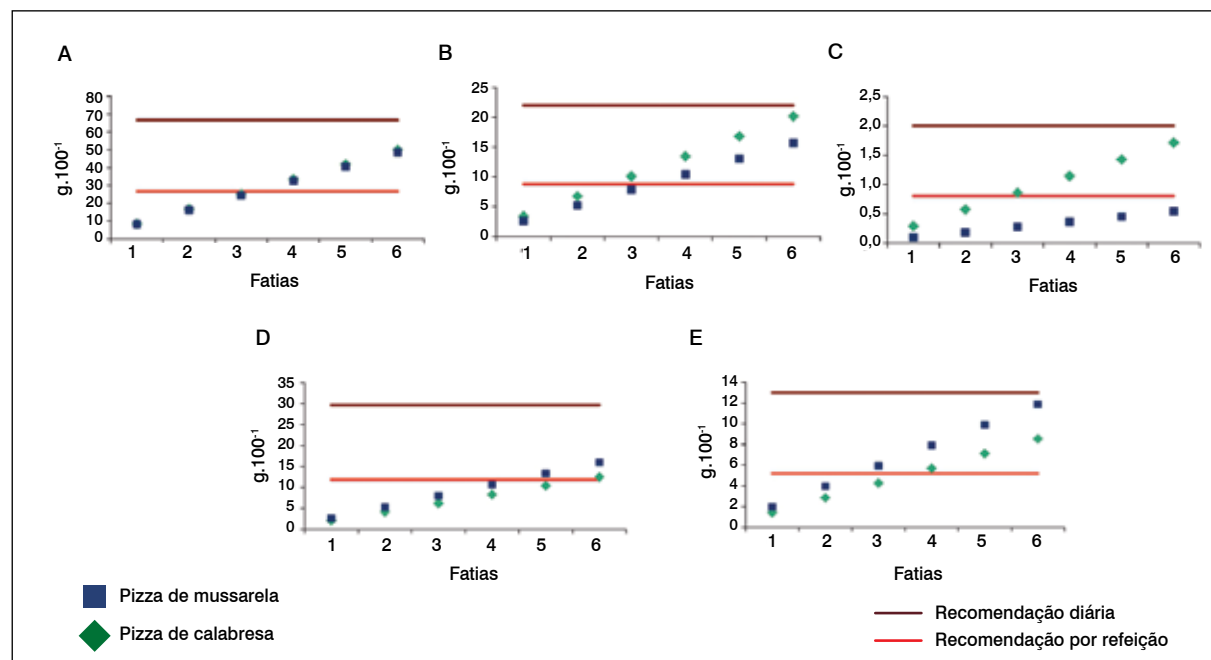 A
80
70
60
50
40
30
20
10
0
g.100⁻¹
1 2 3 4 5 6
Fatias
B
25
20
15
10
5
0
g.100⁻¹
1 2 3 4 5 6
Fatias
C
2,5
2,0
1,5
1,0
0,5
0,0
g.100⁻¹
1 2 3 4 5 6
Fatias
D
35
30
25
20
15
10
5
0
g.100⁻¹
1 2 3 4 5 6
Fatias
E
14
12
10
8
6
4
2
0
g.100⁻¹
1 2 3 4 5 6
Fatias
Pizza de mussarela
Pizza de calabresa
Recomendação diária
Recomendação por refeição